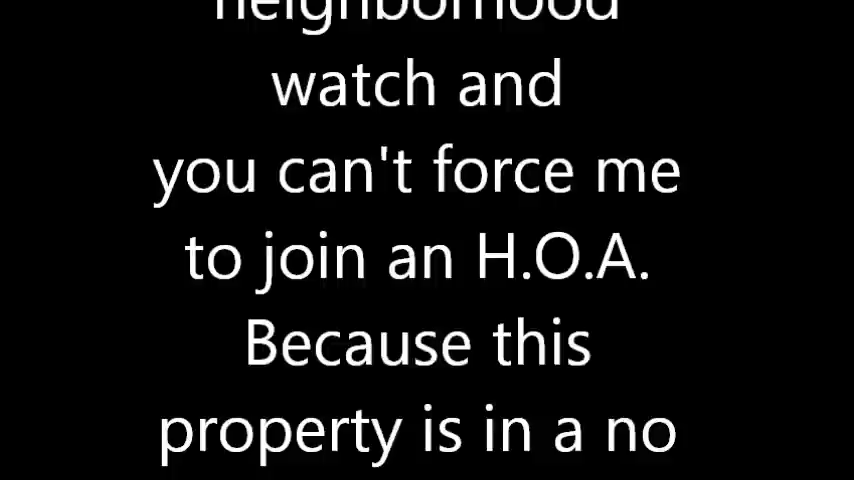 neighborhood
watch and
you can't force me
to join an H.O.A.
Because this
property is in a no